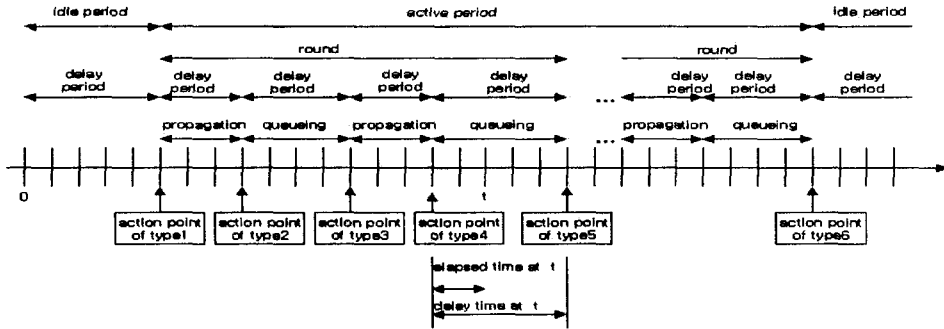 idle period active period idle period
round round
delay period delay period delay period delay period delay period delay period delay period delay period
propagation queueing propagation queueing ... propagation queueing
...
0 t
action point of type1 action point of type2 action point of type3 action point of type4 action point of type5 action point of type6
elapsed time at t
delay time at t